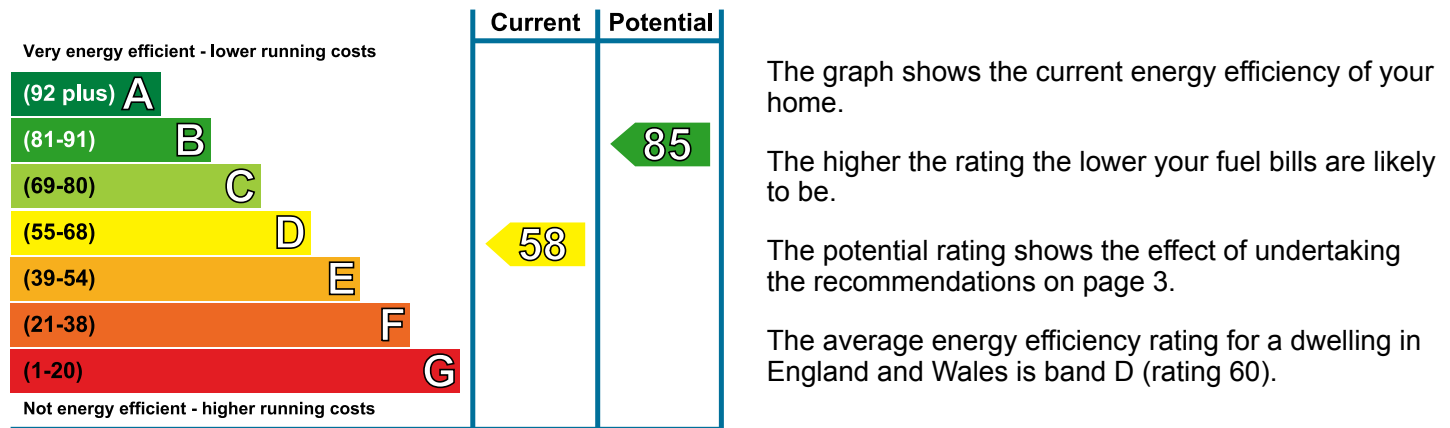 Current Potential
Very energy efficient - lower running costs
(92 plus) A
(81-91) B
85
(69-80) C
(55-68) D
58
(39-54) E
(21-38) F
(1-20) G
Not energy efficient - higher running costs
The graph shows the current energy efficiency of your
home.
The higher the rating the lower your fuel bills are likely
to be.
The potential rating shows the effect of undertaking
the recommendations on page 3.
The average energy efficiency rating for a dwelling in
England and Wales is band D (rating 60).